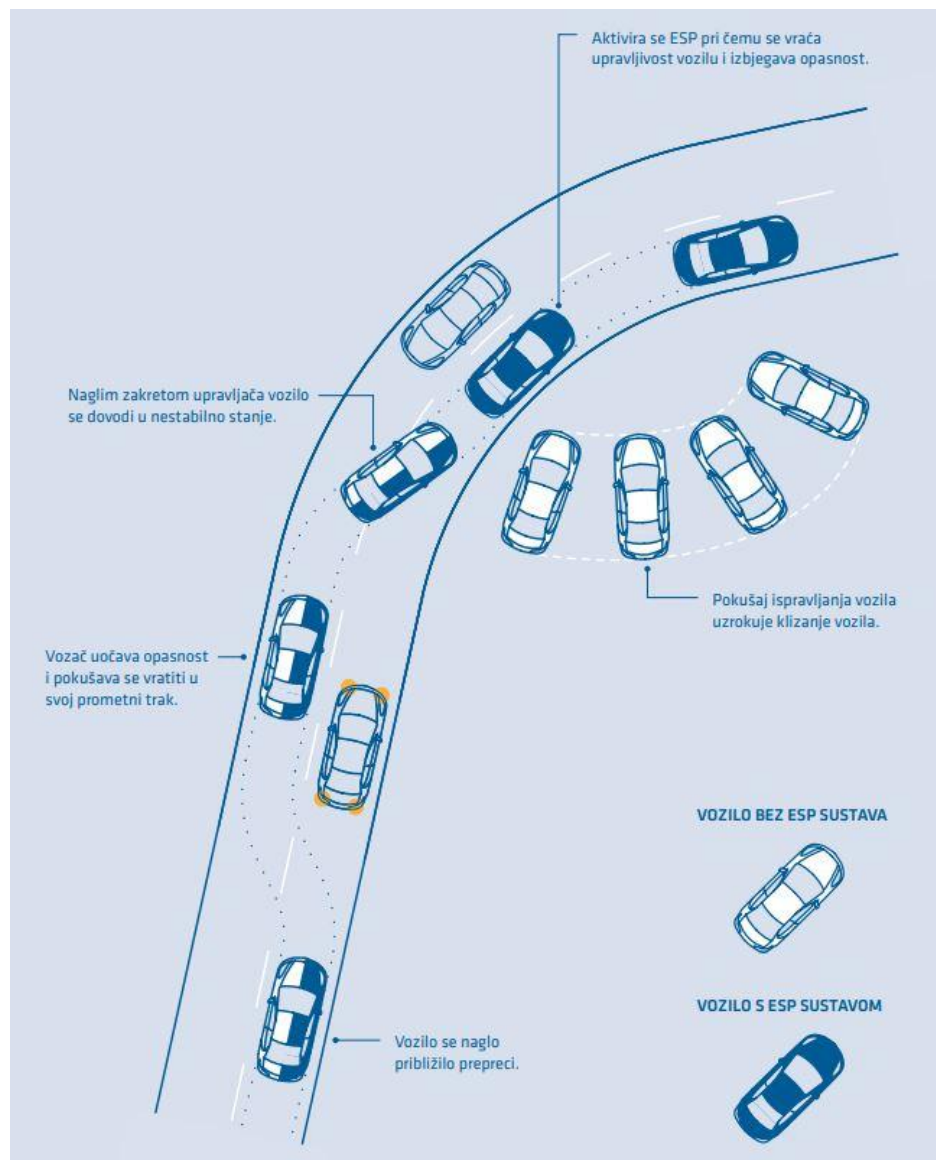 Aktivira se ESP pri čemu se vraća
upravljivost vozilu i izbjegava opasnost.
Naglim zakretom upravljača vozilo
se dovodi u nestabilno stanje.
Pokušaj ispravljanja vozila
uzrokuje klizanje vozila.
Vozač uočava opasnost
i pokušava se vratiti u
svoj prometni trak.
VOZILO BEZ ESP SUSTAVA
VOZILO S ESP SUSTAVOM
Vozilo se naglo
približilo prepreci.